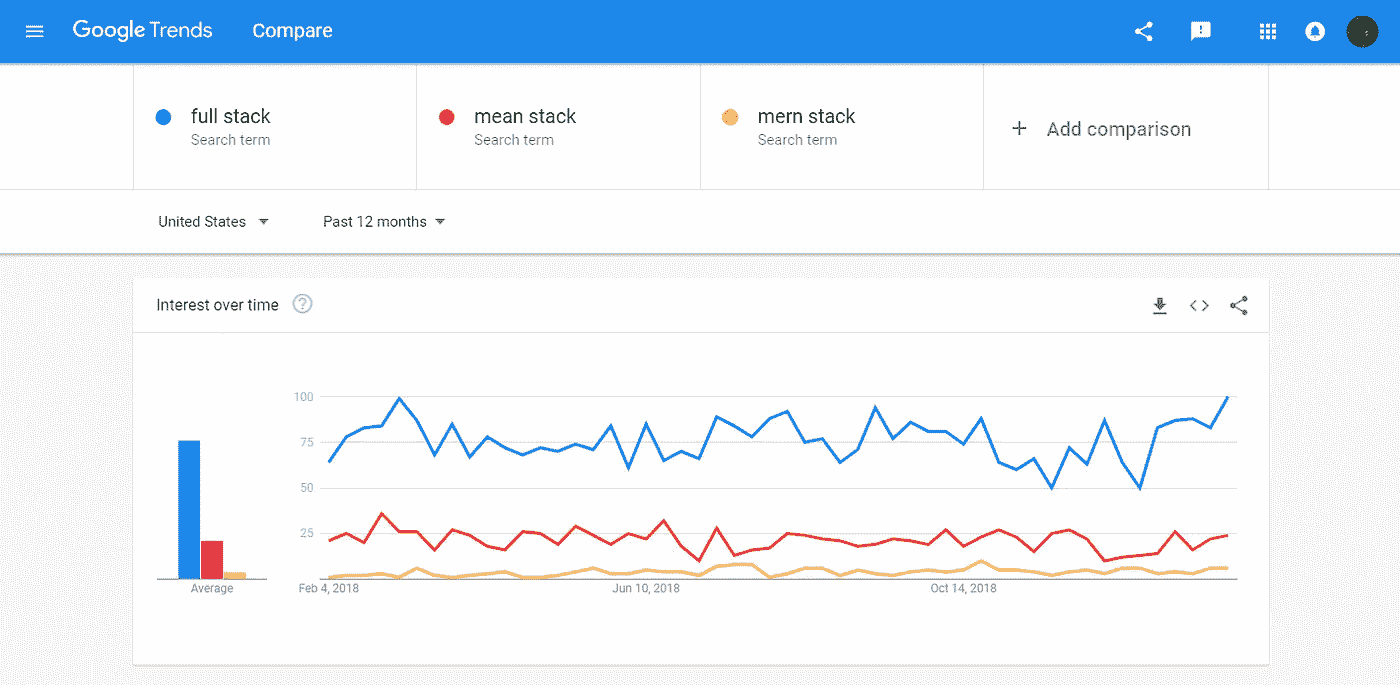 Google Trends Compare
full stack
Search term
mean stack
Search term
mern stack
Search term
+ Add comparison
United States
Past 12 months
Interest over time ?
100
75
50
25
Average
Feb 4, 2018
Jun 10, 2018
Oct 14, 2018